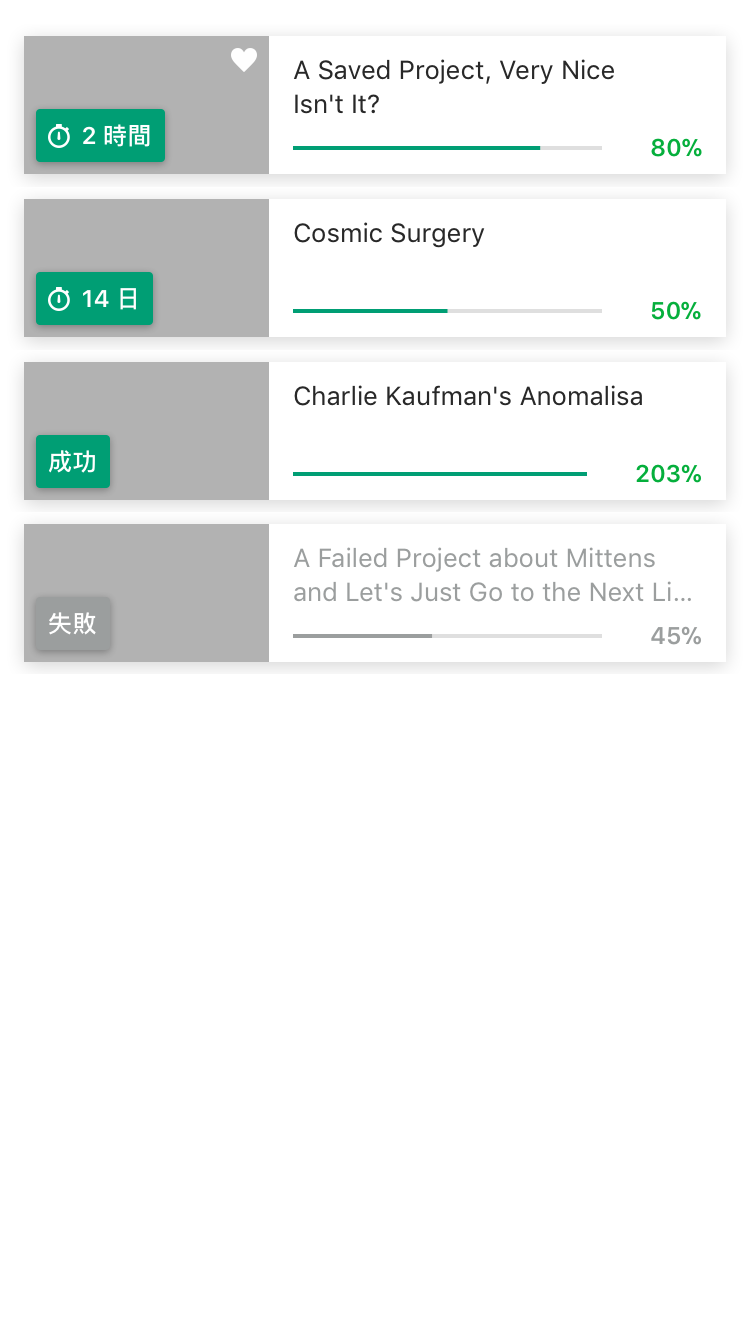 A Saved Project, Very Nice
Isn't It?
2 時間
80%
Cosmic Surgery
14 日
50%
Charlie Kaufman's Anomalisa
成功
203%
A Failed Project about Mittens
and Let's Just Go to the Next Li...
失敗
45%